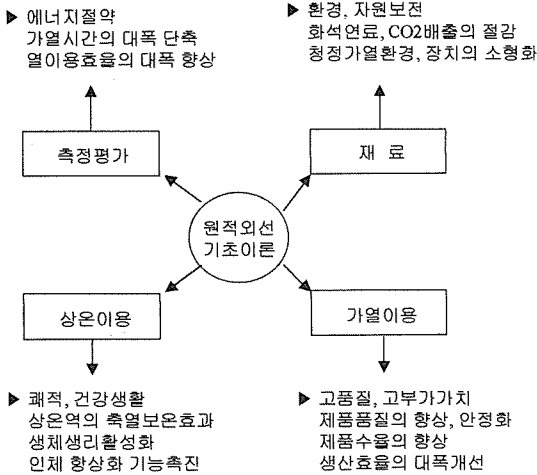 ▶ 에너지절약
가열시간의 대폭 단축
열이용효율의 대폭 향상
▶ 환경, 자원보전
화석연료, CO2배출의 절감
청정가열환경, 장치의 소형화
측정평가
재 료
원적외선
기초이론
상온이용
가열이용
▶ 쾌적, 건강생활
상온역의 축열보온효과
생체생리활성화
인체 항상화 기능촉진
▶ 고품질, 고부가가치
제품품질의 향상, 안정화
제품수율의 향상
생산효율의 대폭개선